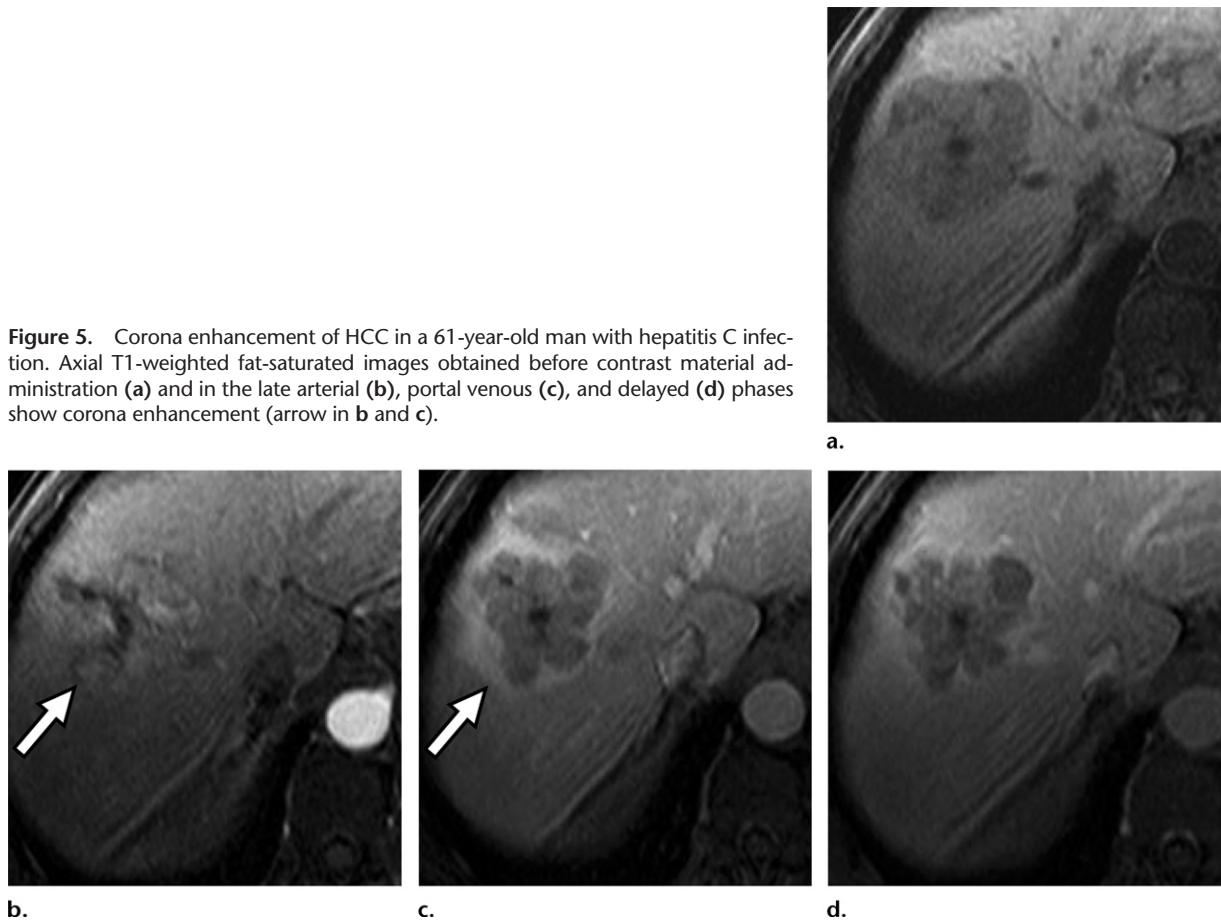 Figure 5. Corona enhancement of HCC in a 61-year-old man with hepatitis C infec-
tion. Axial T1-weighted fat-saturated images obtained before contrast material ad-
ministration (a) and in the late arterial (b), portal venous (c), and delayed (d) phases
show corona enhancement (arrow in b and c).
a.
b.
c.
d.